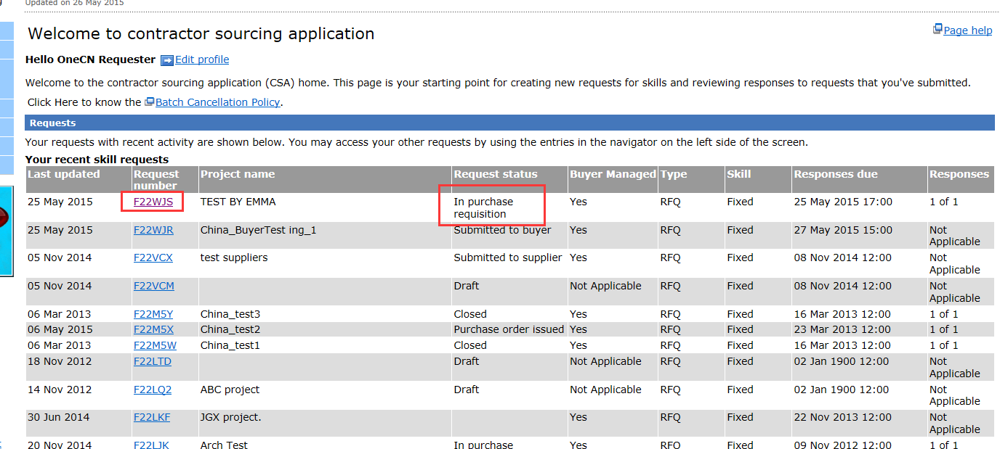 Updated on 26 May 2015
Welcome to contractor sourcing application
Page help
Hello OneCN Requester Edit profile
Welcome to the contractor sourcing application (CSA) home. This page is your starting point for creating new requests for skills and reviewing responses to requests that you've submitted.
Click Here to know the Batch Cancellation Policy.
Requests
Your requests with recent activity are shown below. You may access your other requests by using the entries in the navigator on the left side of the screen.
Your recent skill requests
Last updated Request number Project name Request status Buyer Managed Type Skill Responses due Responses
25 May 2015 F22WJS TEST BY EMMA In purchase requisition Yes RFQ Fixed 25 May 2015 17:00 1 of 1
25 May 2015 F22WJR China_BuyerTest ing_1 Submitted to buyer Yes RFQ Fixed 27 May 2015 15:00 Not Applicable
05 Nov 2014 F22VCX test suppliers Submitted to supplier Yes RFQ Fixed 08 Nov 2014 12:00 Not Applicable
05 Nov 2014 F22VCM Draft Not Applicable RFQ Fixed 08 Nov 2014 12:00 Not Applicable
06 Mar 2013 F22M5Y China_test3 Closed Yes RFQ Fixed 16 Mar 2013 12:00 1 of 1
06 May 2015 F22M5X China_test2 Purchase order issued Yes RFQ Fixed 23 Mar 2013 12:00 1 of 1
06 Mar 2013 F22M5W China_test1 Closed Yes RFQ Fixed 16 Mar 2013 12:00 1 of 1
18 Nov 2012 F22LTD Draft Not Applicable RFQ Fixed 02 Jan 1900 12:00 Not Applicable
14 Nov 2012 F22LQ2 ABC project Draft Not Applicable RFQ Fixed 02 Jan 1900 12:00 Not Applicable
30 Jun 2014 F22LKF JGX project. Yes RFQ Fixed 22 Nov 2013 12:00 Not Applicable
20 Nov 2014 F22LJK Arch Test In purchase Yes RFQ Fixed 09 Nov 2012 12:00 1 of 1